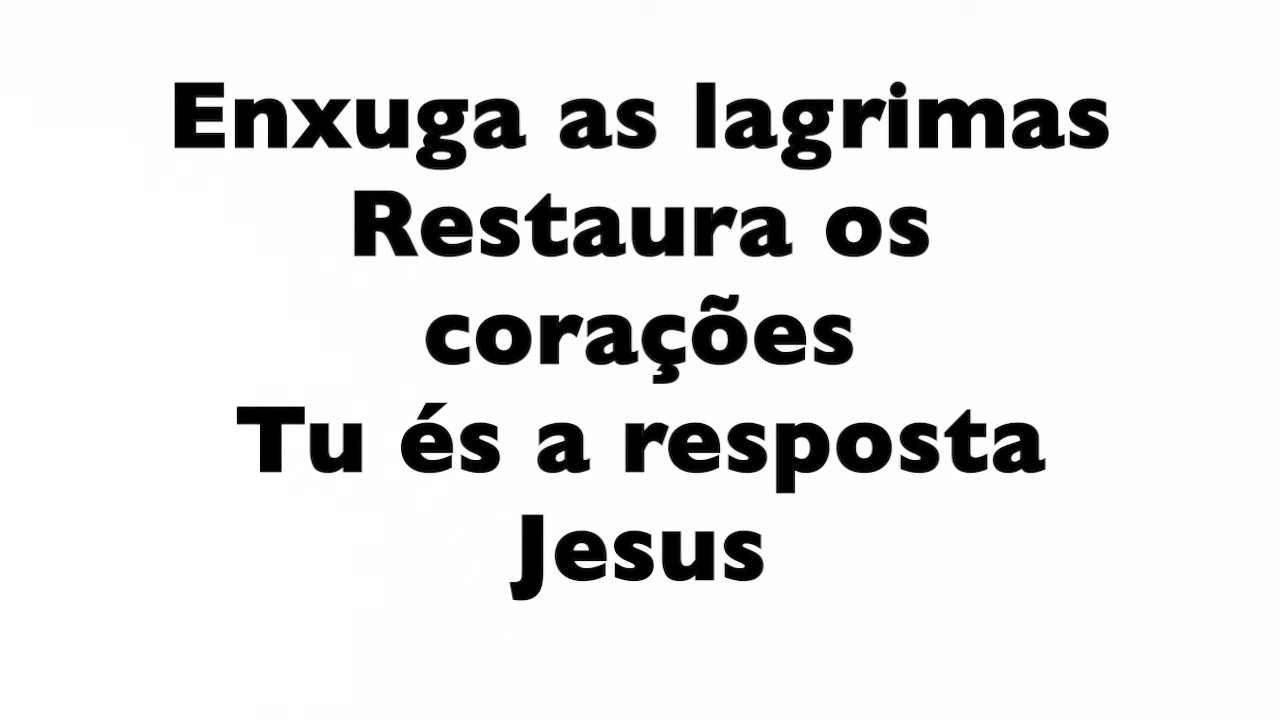 Enxuga as lagrimas
Restaura os
corações
Tu és a resposta
Jesus